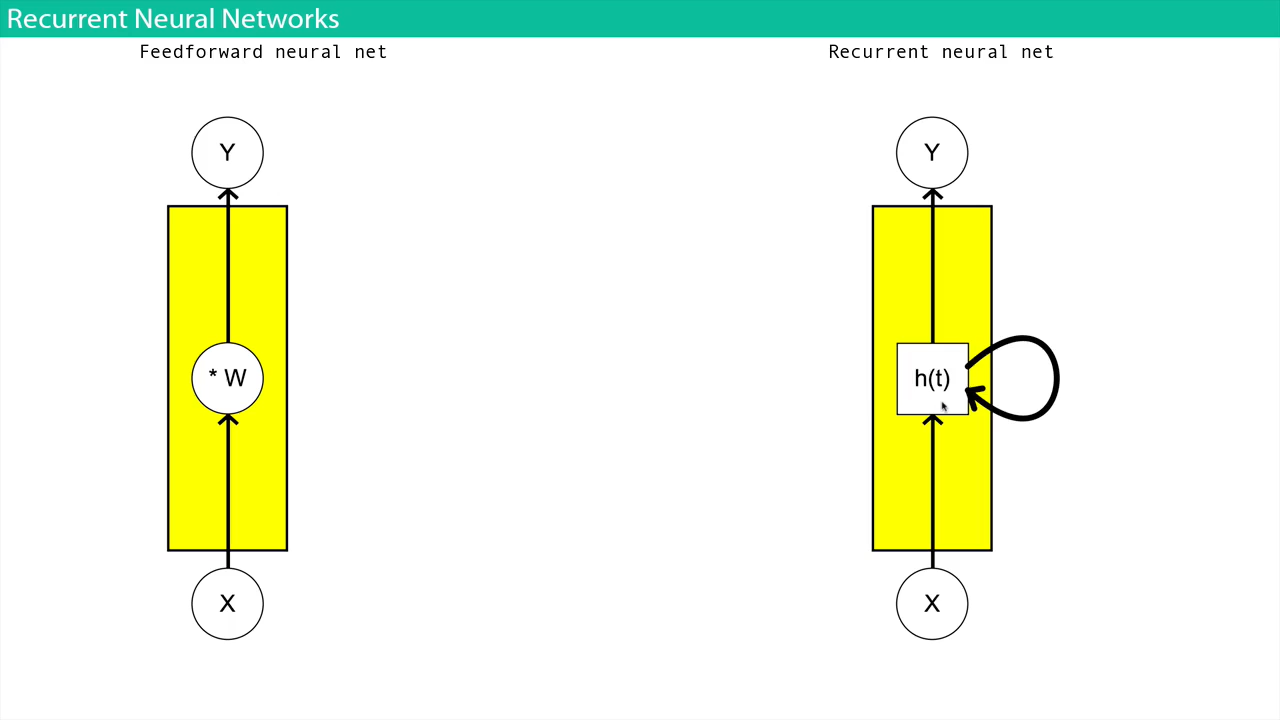 Recurrent Neural Networks
Feedforward neural net
Recurrent neural net
Y
Y
* W
h(t)
X
X